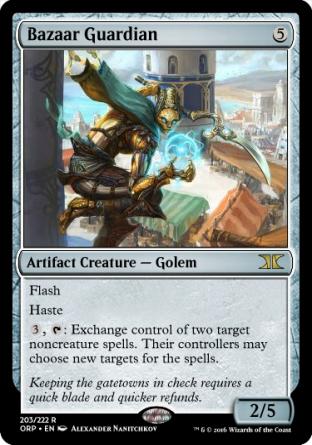 Bazaar Guardian 5
Artifact Creature — Golem
Flash
Haste
3, T: Exchange control of two target
noncreature spells. Their controllers may
choose new targets for the spells.
Keeping the gatetowns in check requires a
quick blade and quicker refunds.
203/222 R
ORP • EN Alexander Nanitchkov
™ & © 2016 Wizards of the Coast
2/5